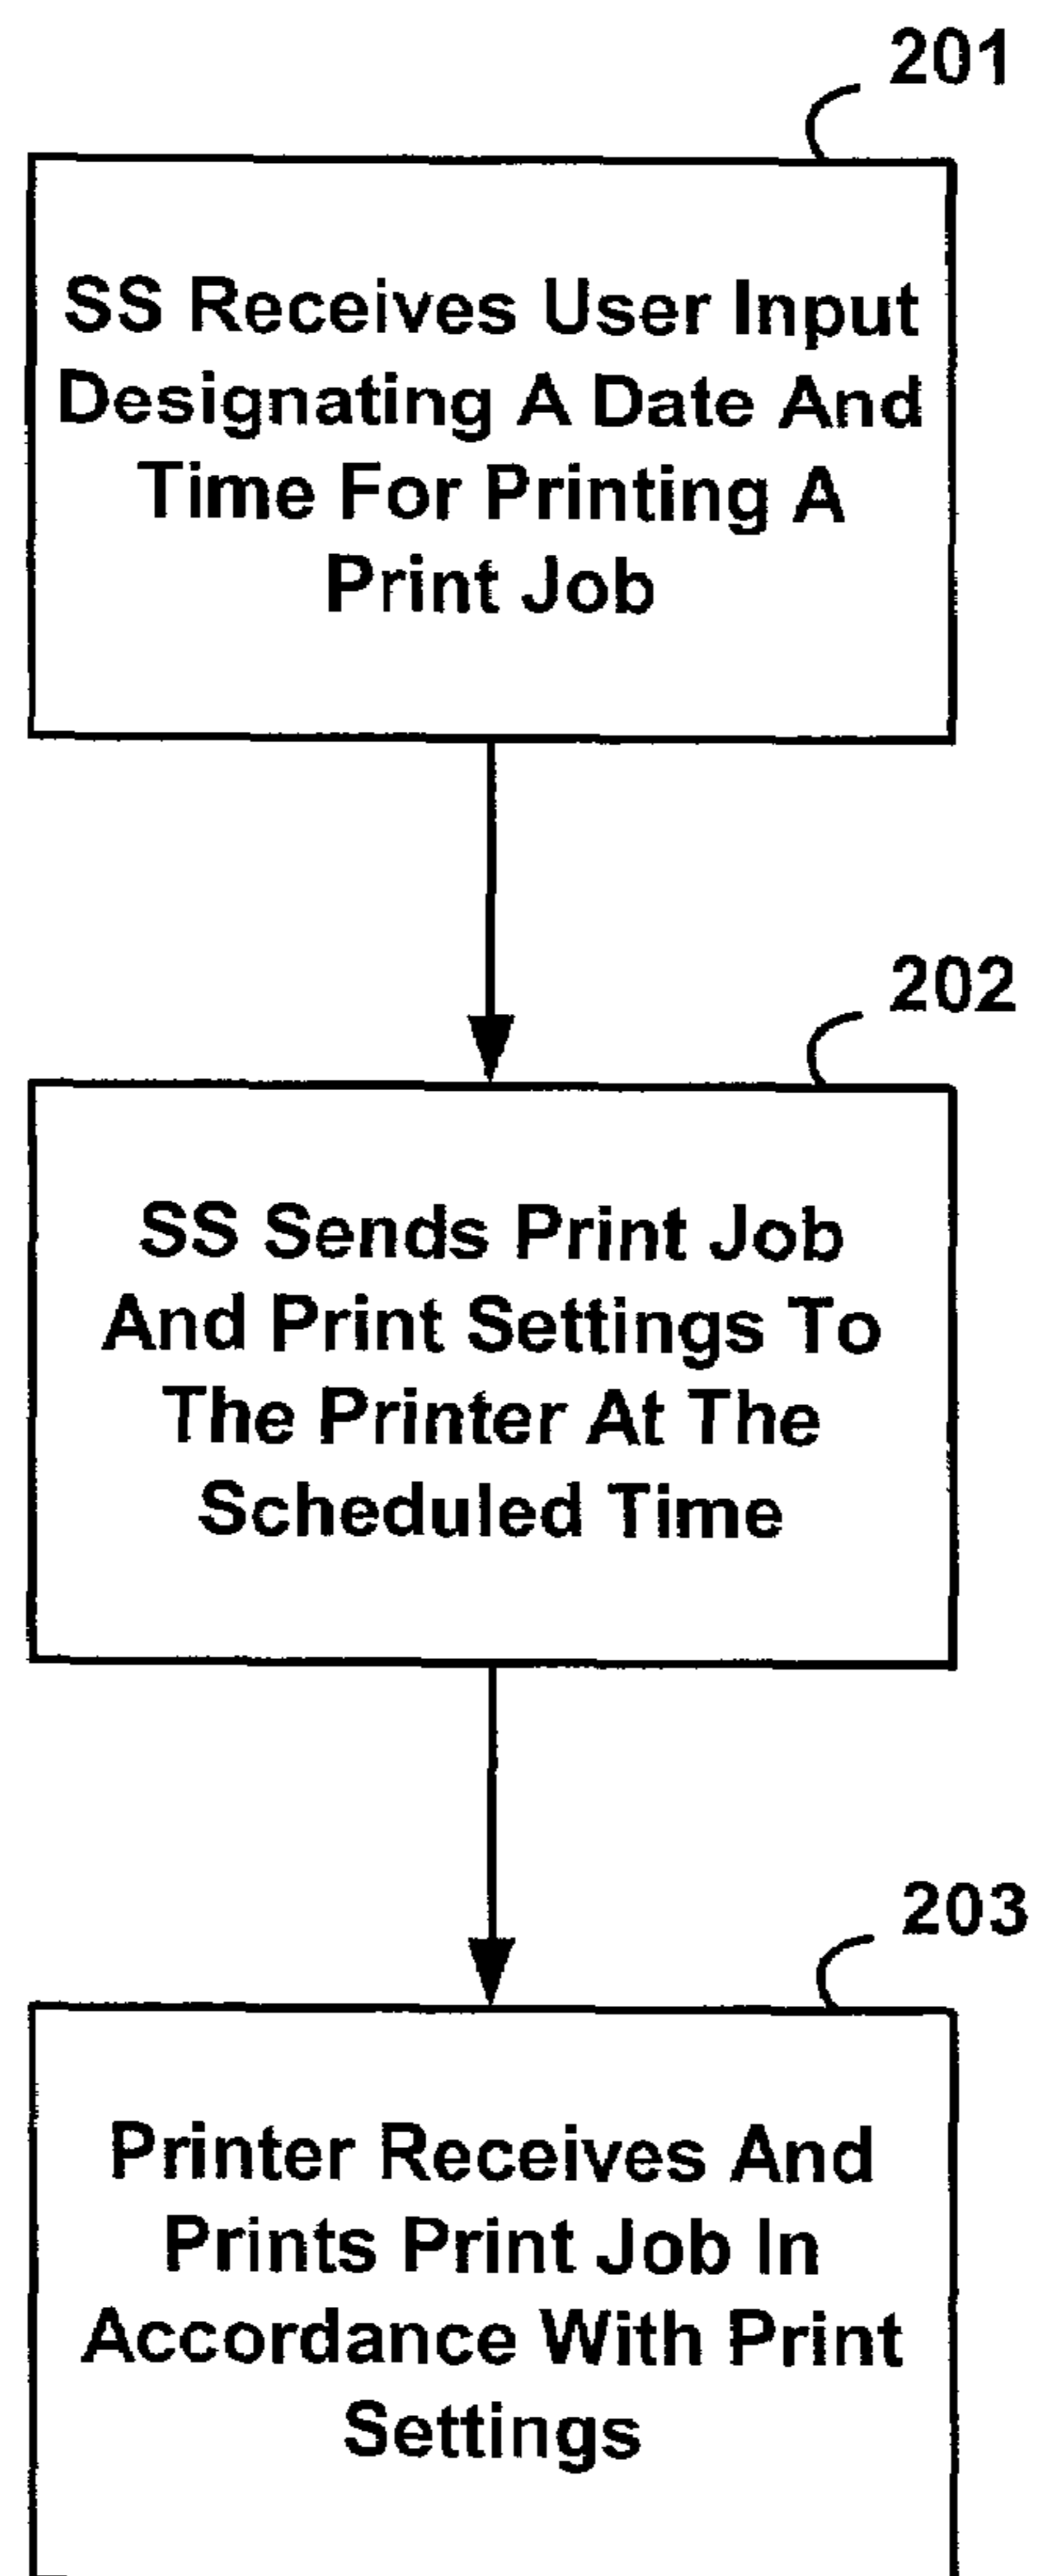 201
SS Receives User Input
Designating A Date And
Time For Printing A
Print Job
202
SS Sends Print Job
And Print Settings To
The Printer At The
Scheduled Time
203
Printer Receives And
Prints Print Job In
Accordance With Print
Settings